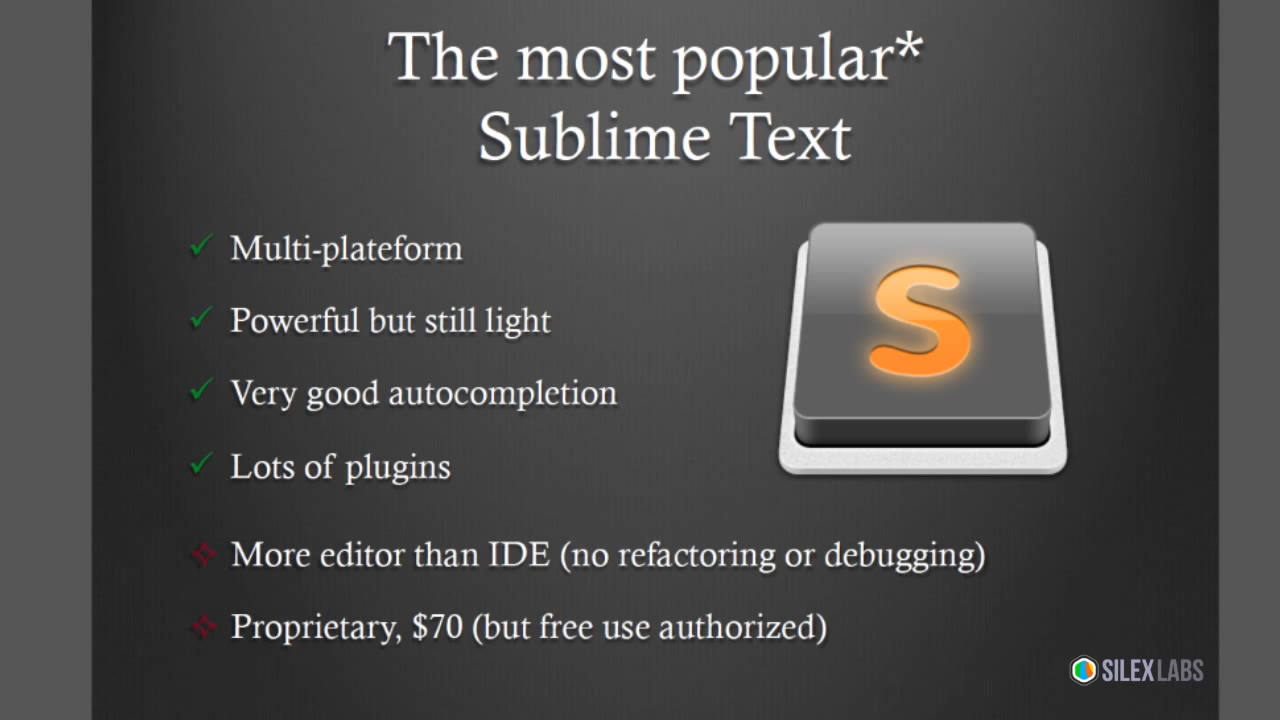 The most popular*
Sublime Text
Multi-plateform
Powerful but still light
Very good autocompletion
Lots of plugins
More editor than IDE (no refactoring or debugging)
Proprietary, $70 (but free use authorized)
S
SILEX LABS